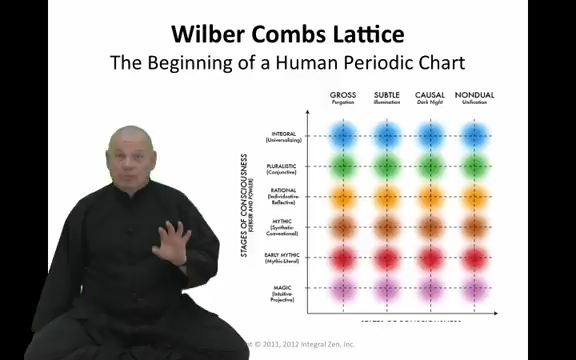 Wilber Combs Lattice
The Beginning of a Human Periodic Chart
GROSS
Purgation
SUBTLE
Illumination
CAUSAL
Dark Night
NONDUAL
Unification
STAGES OF CONSCIOUSNESS
INTEGRAL
(Universalizing)
PLURALISTIC
(Conjunctive)
RATIONAL
(Individuative-
Reflective)
MYTHIC
(Synthetic-
Conventional)
EARLY MYTHIC
(Mythic-Literal)
MAGIC
(Intuitive-
Projective)
© 2011, 2012 Integral Zen, Inc.